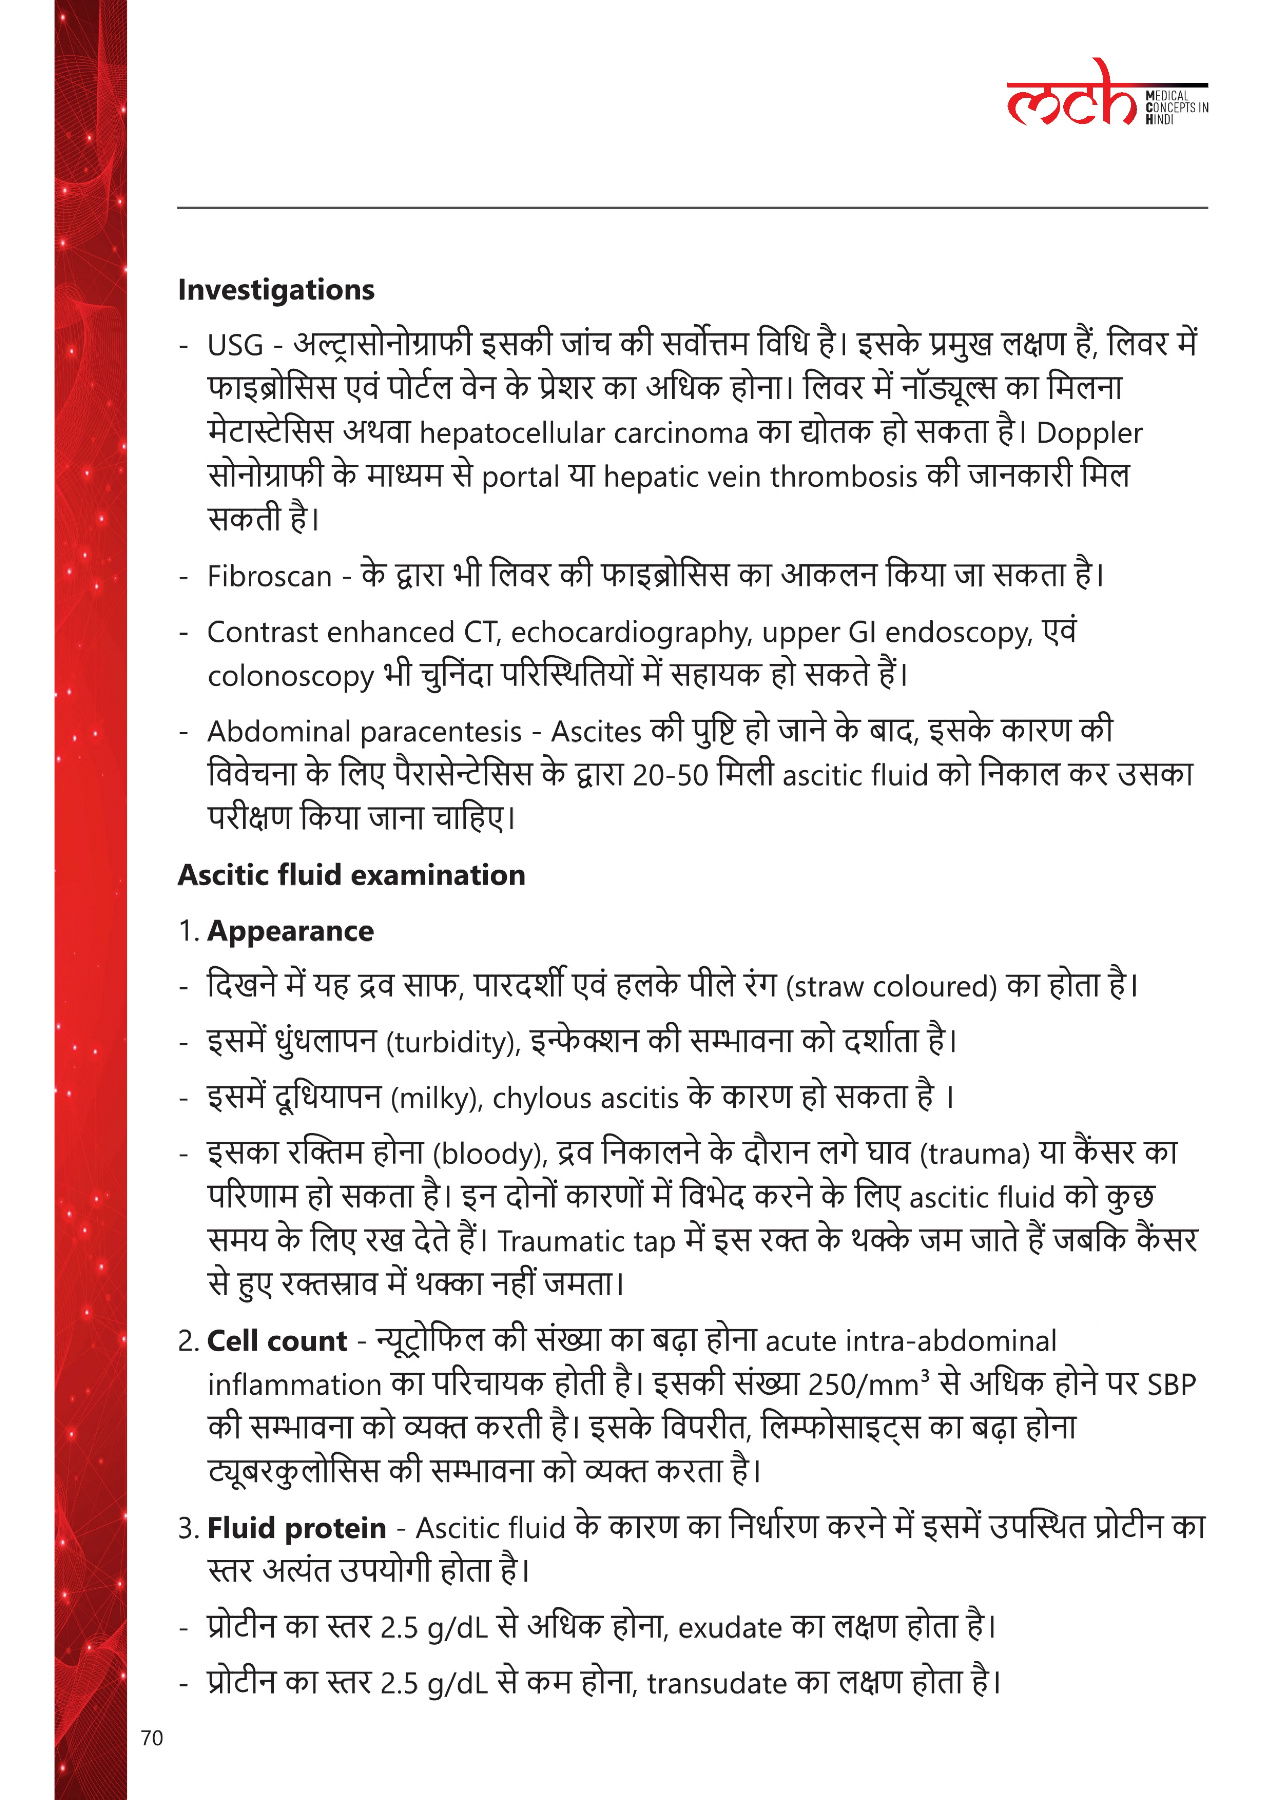 mch MEDICAL
CONCEPTS IN
HINDI
Investigations
- USG - अल्ट्रासोनोग्राफी इसकी जांच की सर्वोत्तम विधि है। इसके प्रमुख लक्षण हैं, लिवर में
फाइब्रोसिस एवं पोर्टल वेन के प्रेशर का अधिक होना। लिवर में नॉड्यूल्स का मिलना
मेटास्टेसिस अथवा hepatocellular carcinoma का द्योतक हो सकता है। Doppler
सोनोग्राफी के माध्यम से portal या hepatic vein thrombosis की जानकारी मिल
सकती है।
- Fibroscan - के द्वारा भी लिवर की फाइब्रोसिस का आकलन किया जा सकता है।
- Contrast enhanced CT, echocardiography, upper GI endoscopy, एवं
colonoscopy भी चुनिंदा परिस्थितियों में सहायक हो सकते हैं।
- Abdominal paracentesis - Ascites की पुष्टि हो जाने के बाद, इसके कारण की
विवेचना के लिए पैरासेन्टेसिस के द्वारा 20-50 मिली ascitic fluid को निकाल कर उसका
परीक्षण किया जाना चाहिए।
Ascitic fluid examination
1. Appearance
- दिखने में यह द्रव साफ, पारदर्शी एवं हलके पीले रंग (straw coloured) का होता है।
- इसमें धुंधलापन (turbidity), इन्फेक्शन की सम्भावना को दर्शाता है।
- इसमें दूधियापन (milky), chylous ascitis के कारण हो सकता है ।
- इसका रक्तिम होना (bloody), द्रव निकालने के दौरान लगे घाव (trauma) या कैंसर का
परिणाम हो सकता है। इन दोनों कारणों में विभेद करने के लिए ascitic fluid को कुछ
समय के लिए रख देते हैं। Traumatic tap में इस रक्त के थक्के जम जाते हैं जबकि कैंसर
से हुए रक्तस्राव में थक्का नहीं जमता।
2. Cell count - न्यूट्रोफिल की संख्या का बढ़ा होना acute intra-abdominal
inflammation का परिचायक होती है। इसकी संख्या 250/mm³ से अधिक होने पर SBP
की सम्भावना को व्यक्त करती है। इसके विपरीत, लिम्फोसाइट्स का बढ़ा होना
ट्यूबरकुलोसिस की सम्भावना को व्यक्त करता है।
3. Fluid protein - Ascitic fluid के कारण का निर्धारण करने में इसमें उपस्थित प्रोटीन का
स्तर अत्यंत उपयोगी होता है।
- प्रोटीन का स्तर 2.5 g/dL से अधिक होना, exudate का लक्षण होता है।
- प्रोटीन का स्तर 2.5 g/dL से कम होना, transudate का लक्षण होता है।
70